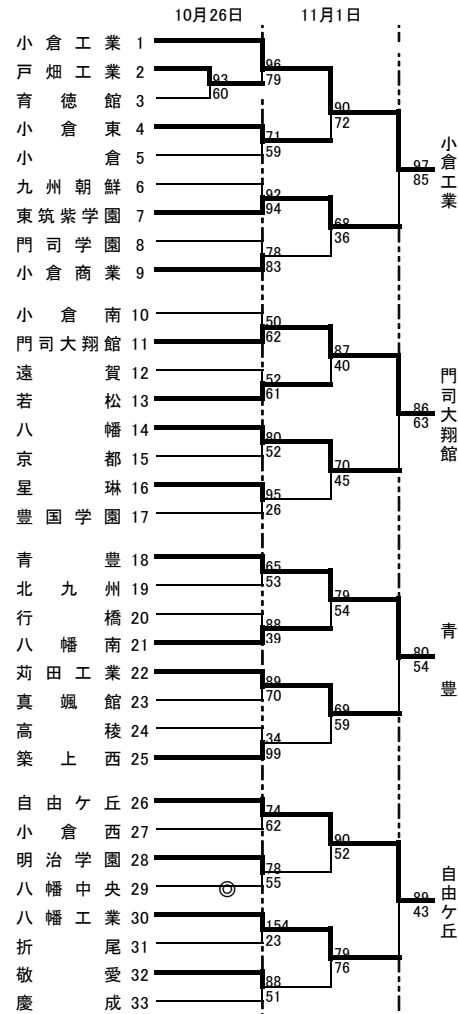 10月26日 11月1日
小倉工業 1
戸畑工業 2
育徳館 3
小倉東 4
小倉 5
九州朝鮮 6
東筑紫学園 7
門司学園 8
小倉商業 9
小倉南 10
門司大翔館 11
遠賀 12
若松 13
八幡 14
京都 15
星琳 16
豊国学園 17
青豊 18
北九州 19
行橋 20
八幡南 21
苅田工業 22
真颯館 23
高稜 24
築上西 25
自由ケ丘 26
小倉西 27
明治学園 28
八幡中央 29 ◎
八幡工業 30
折尾 31
敬愛 32
慶成 33
93
60
96
79
71
59
92
94
78
83
50
62
52
61
80
52
95
26
65
53
88
39
89
70
34
99
74
62
78
55
154
23
88
51
90
72
68
36
87
40
70
45
79
54
69
59
90
52
79
76
97
85
86
63
80
54
89
43
小倉工業
門司大翔館
青豊
自由ケ丘